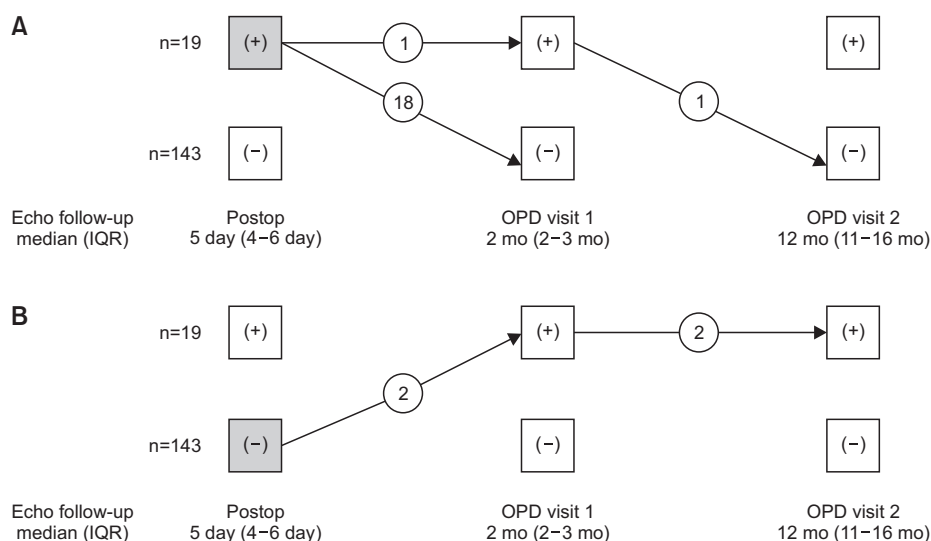 A
n=19 (+) 1 (+) (+)
18 1
n=143 (−) (−) (−)
Echo follow-up Postop OPD visit 1 OPD visit 2
median (IQR) 5 day (4−6 day) 2 mo (2−3 mo) 12 mo (11−16 mo)
B
n=19 (+) (+) 2 (+)
2
n=143 (−) (−) (−)
Echo follow-up Postop OPD visit 1 OPD visit 2
median (IQR) 5 day (4−6 day) 2 mo (2−3 mo) 12 mo (11−16 mo)